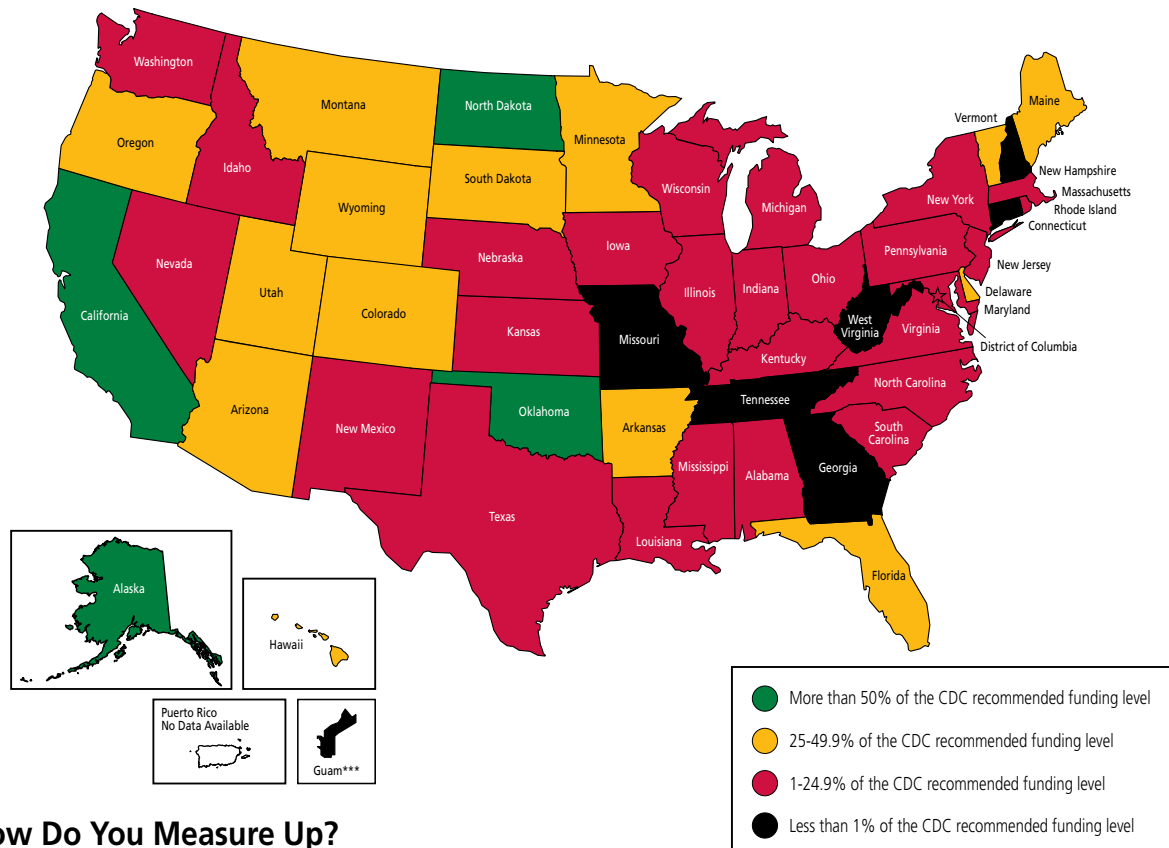 Washington
Montana
North Dakota
Minnesota
Vermont
Maine
Oregon
Idaho
South Dakota
Wyoming
Wisconsin
Michigan
New York
New Hampshire
Massachusetts
Rhode Island
Connecticut
Nevada
Utah
Colorado
Nebraska
Iowa
Illinois
Indiana
Ohio
Pennsylvania
New Jersey
Delaware
Maryland
California
Kansas
Missouri
West
Virginia
Virginia
District of Columbia
Kentucky
North Carolina
Tennessee
Arizona
New Mexico
Oklahoma
Arkansas
South
Carolina
Mississippi
Alabama
Georgia
Texas
Louisiana
Florida
Alaska
Hawaii
Puerto Rico
No Data Available
Guam***
More than 50% of the CDC recommended funding level
25-49.9% of the CDC recommended funding level
1-24.9% of the CDC recommended funding level
Less than 1% of the CDC recommended funding level
ow Do You Measure Up?